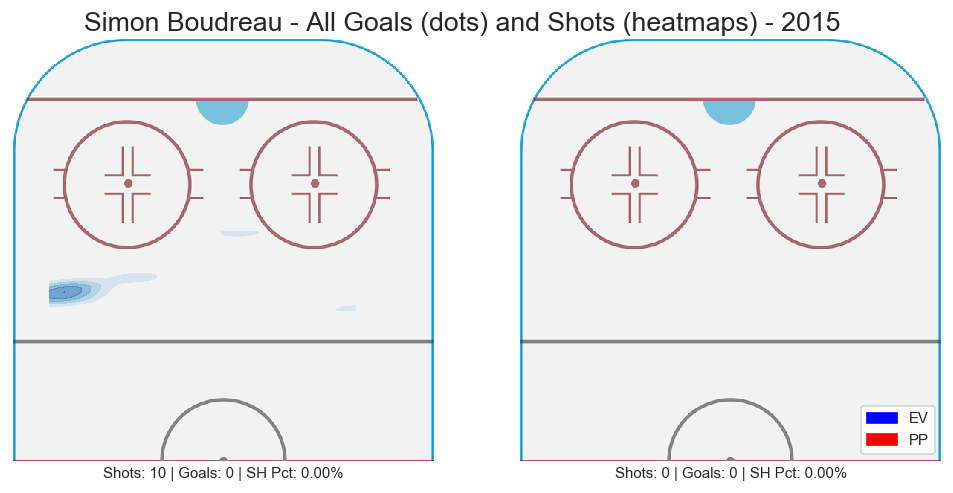 Simon Boudreau - All Goals (dots) and Shots (heatmaps) - 2015
EV
PP
Shots: 10 | Goals: 0 | SH Pct: 0.00%
Shots: 0 | Goals: 0 | SH Pct: 0.00%